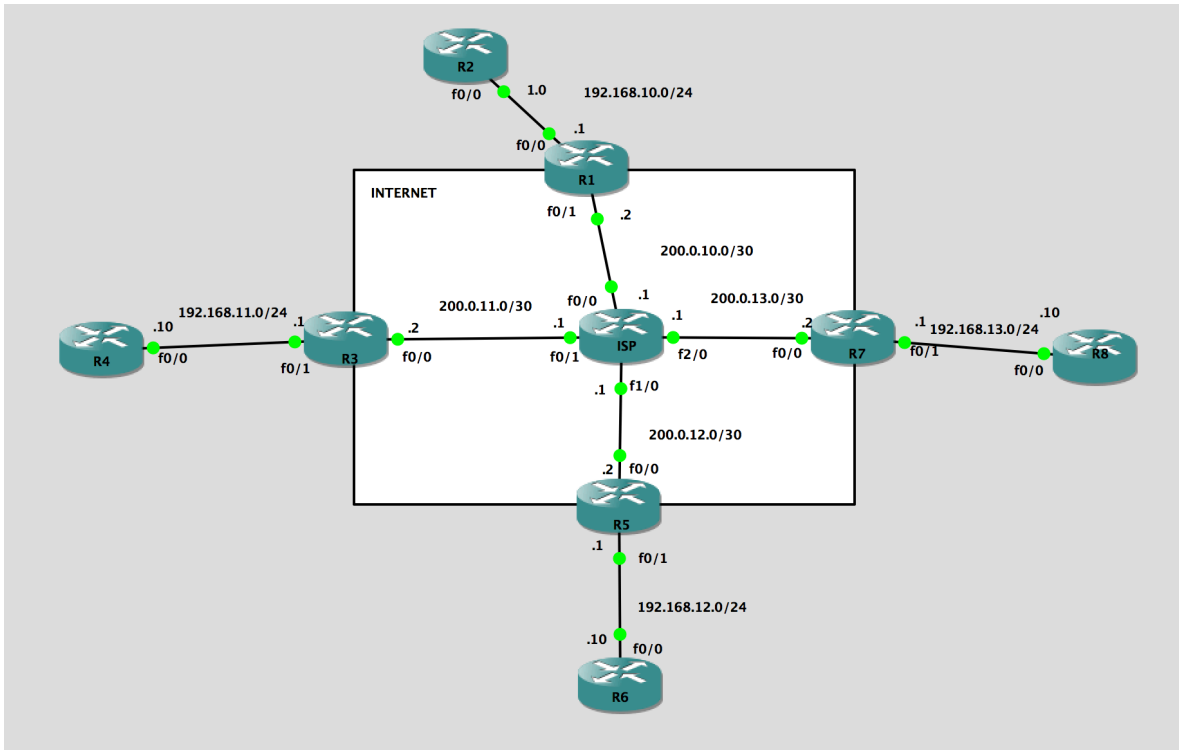 R2
f0/0
1.0
192.168.10.0/24
.1
f0/0
R1
INTERNET
f0/1
.2
200.0.10.0/30
192.168.11.0/24
200.0.11.0/30
f0/0
.1
200.0.13.0/30
.10
.1
.2
.1
.1
.2
.1
192.168.13.0/24
.10
R4
f0/0
R3
f0/0
f0/1
f0/1
ISP
f2/0
f0/0
R7
f0/1
R8
f0/0
.1
f1/0
200.0.12.0/30
.2
f0/0
R5
.1
f0/1
192.168.12.0/24
.10
f0/0
R6